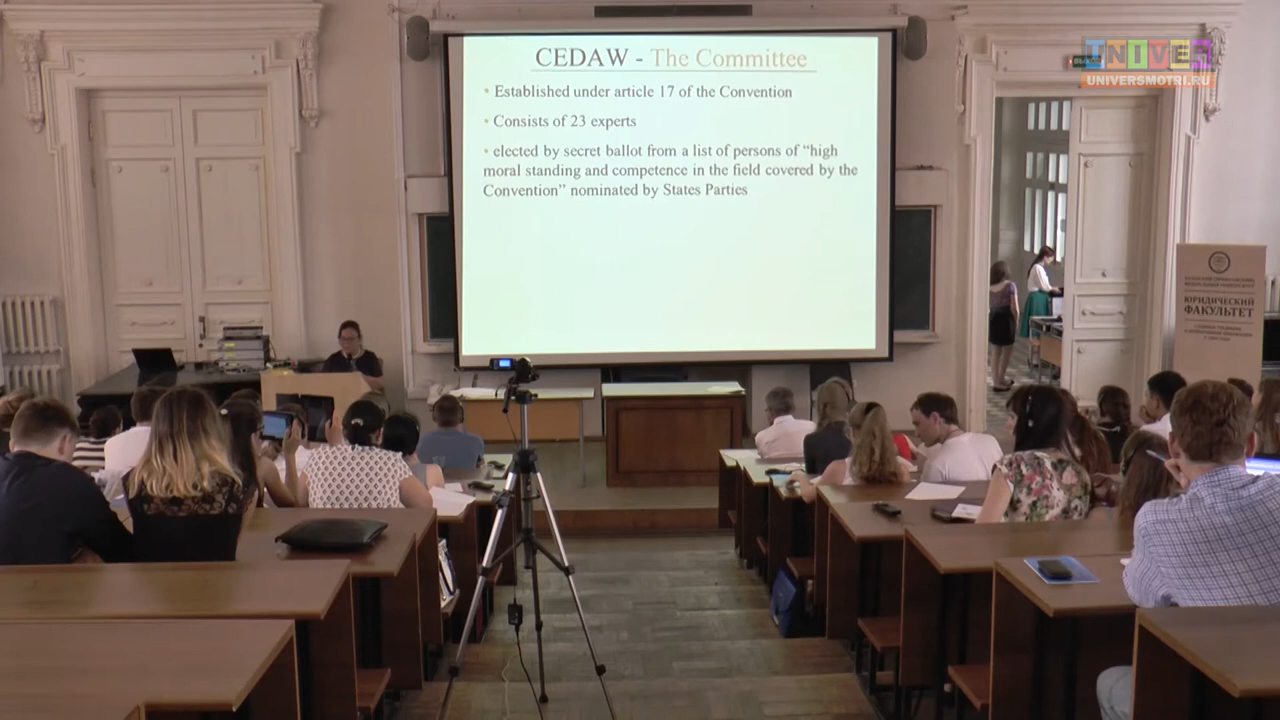 CEDAW - The Committee
• Established under article 17 of the Convention
• Consists of 23 experts
• elected by secret ballot from a list of persons of “high
moral standing and competence in the field covered by the
Convention” nominated by States Parties
UNIVER
UNIVERSMOTRI.RU
ЮРИДИЧЕСКИЙ
ФАКУЛЬТЕТ